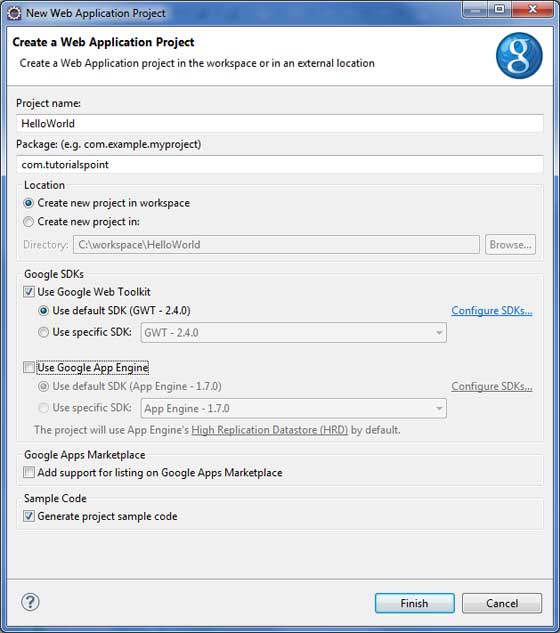 New Web Application Project
Create a Web Application Project
Create a Web Application project in the workspace or in an external location
g
Project name:
HelloWorld
Package: (e.g. com.example.myproject)
com.tutorialspoint
Location
Create new project in workspace
Create new project in:
Directory: C:\workspace\HelloWorld Browse...
Google SDKs
Use Google Web Toolkit
Use default SDK (GWT - 2.4.0) Configure SDKs...
Use specific SDK: GWT - 2.4.0
Use Google App Engine
Use default SDK (App Engine - 1.7.0) Configure SDKs...
Use specific SDK: App Engine - 1.7.0
The project will use App Engine's High Replication Datastore (HRD) by default.
Google Apps Marketplace
Add support for listing on Google Apps Marketplace
Sample Code
Generate project sample code
? Finish Cancel